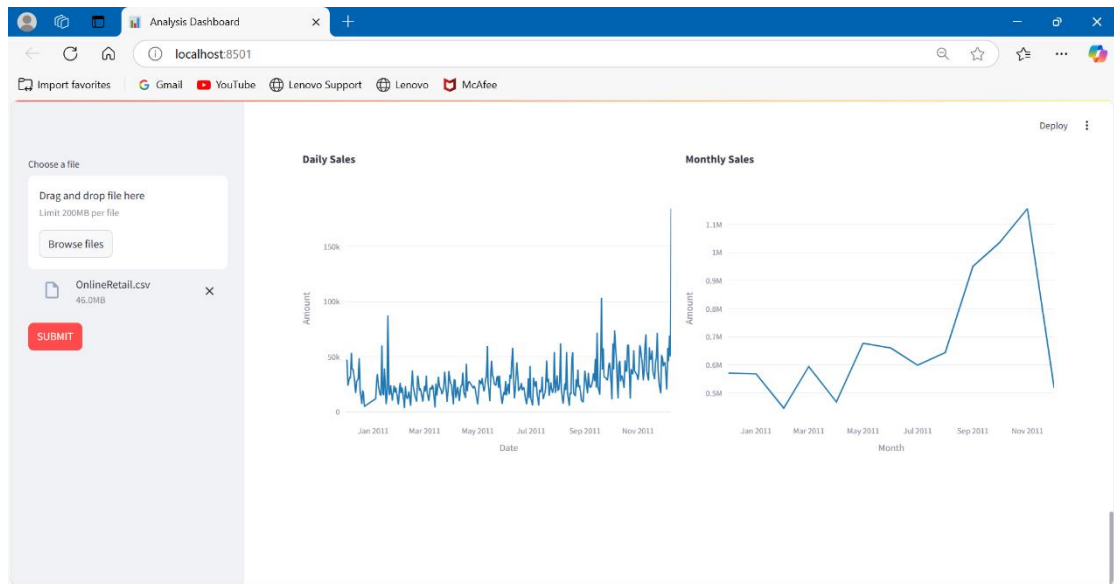 Analysis Dashboard
localhost:8501
Import favorites Gmail YouTube Lenovo Support Lenovo McAfee
Deploy
Choose a file
Drag and drop file here
Limit 200MB per file
Browse files
OnlineRetail.csv
46.0MB
SUBMIT
Daily Sales
150k
100k
50k
0
Amount
Jan 2011 Mar 2011 May 2011 Jul 2011 Sep 2011 Nov 2011
Date
Monthly Sales
1.1M
1M
0.9M
0.8M
0.7M
0.6M
0.5M
Amount
Jan 2011 Mar 2011 May 2011 Jul 2011 Sep 2011 Nov 2011
Month